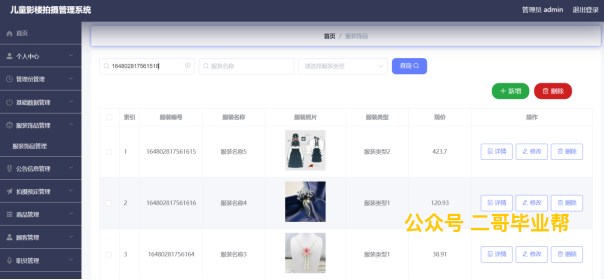 儿童影楼拍摄管理系统
管理员 admin 退出登录
首页
首页 / 服装饰品
个人中心
管理员管理
基础数据管理
服装饰品管理
服装饰品管理
公告信息管理
拍摄预定管理
商品管理
顾客管理
职员管理
164802817561518
服装名称
请选择服装类型
查询
新增 删除
索引 服装编号 服装名称 服装照片 服装类型 现价 操作
1 164802817561615 服装名称5 服装类型2 423.7 详情 修改 删除
2 164802817561616 服装名称4 服装类型1 120.93 详情 修改 删除
公众号 二哥毕业帮
3 16480281756164 服装名称3 服装类型1 38.91 详情 修改 删除